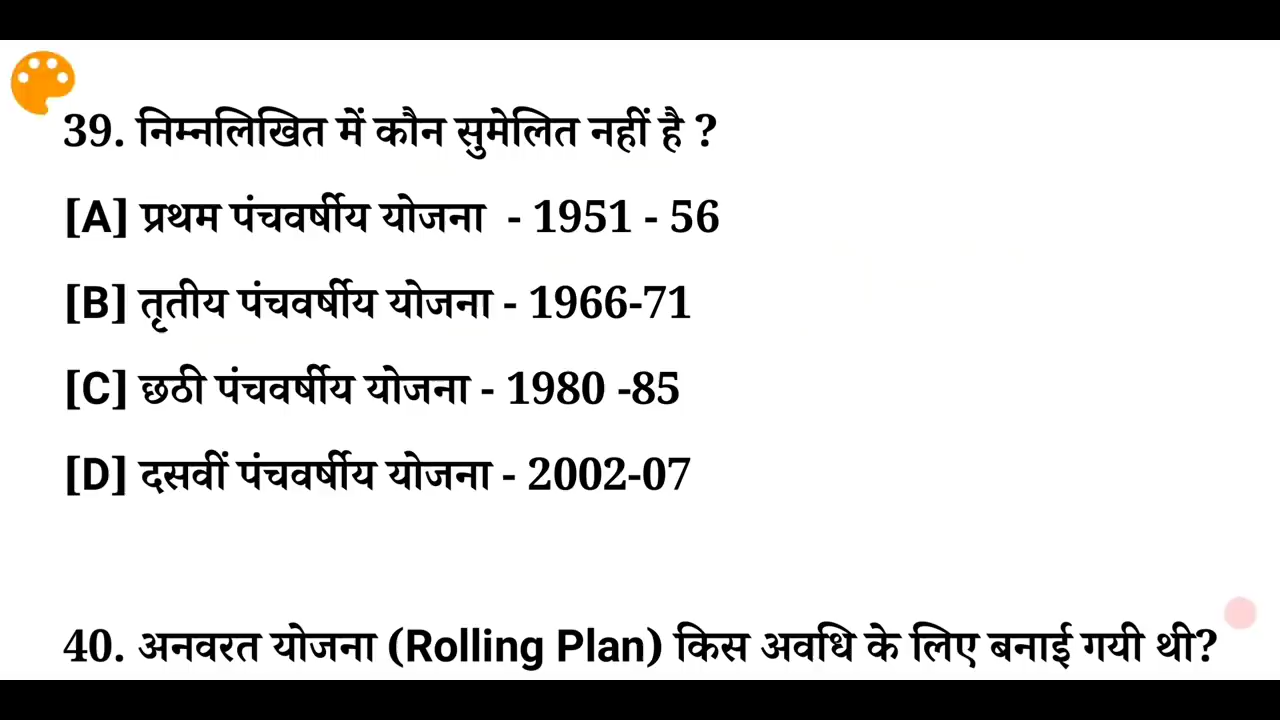 39. निम्नलिखित में कौन सुमेलित नहीं है ?
[A] प्रथम पंचवर्षीय योजना - 1951 - 56
[B] तृतीय पंचवर्षीय योजना - 1966-71
[C] छठी पंचवर्षीय योजना - 1980 -85
[D] दसवीं पंचवर्षीय योजना - 2002-07
40. अनवरत योजना (Rolling Plan) किस अवधि के लिए बनाई गयी थी?